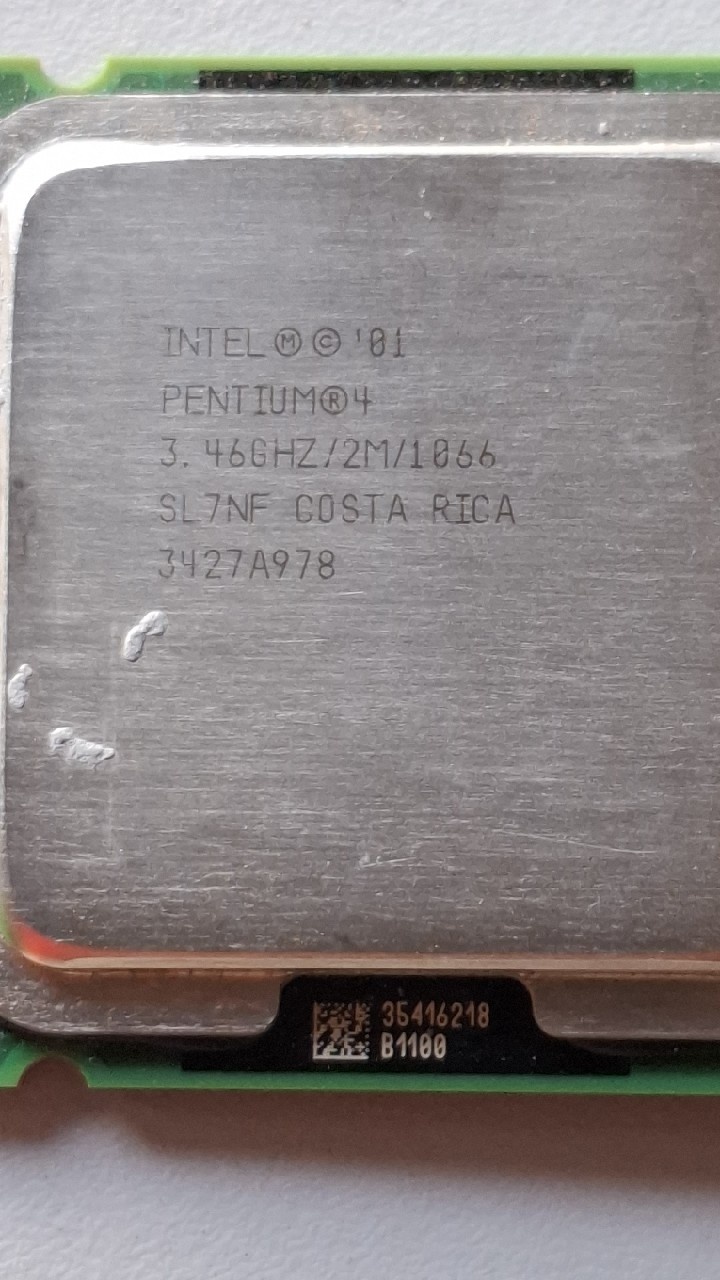 INTEL Ⓜ © '01
PENTIUM®4
3.46GHZ/2M/1066
SL7NF COSTA RICA
3427A978
35416218
B1100